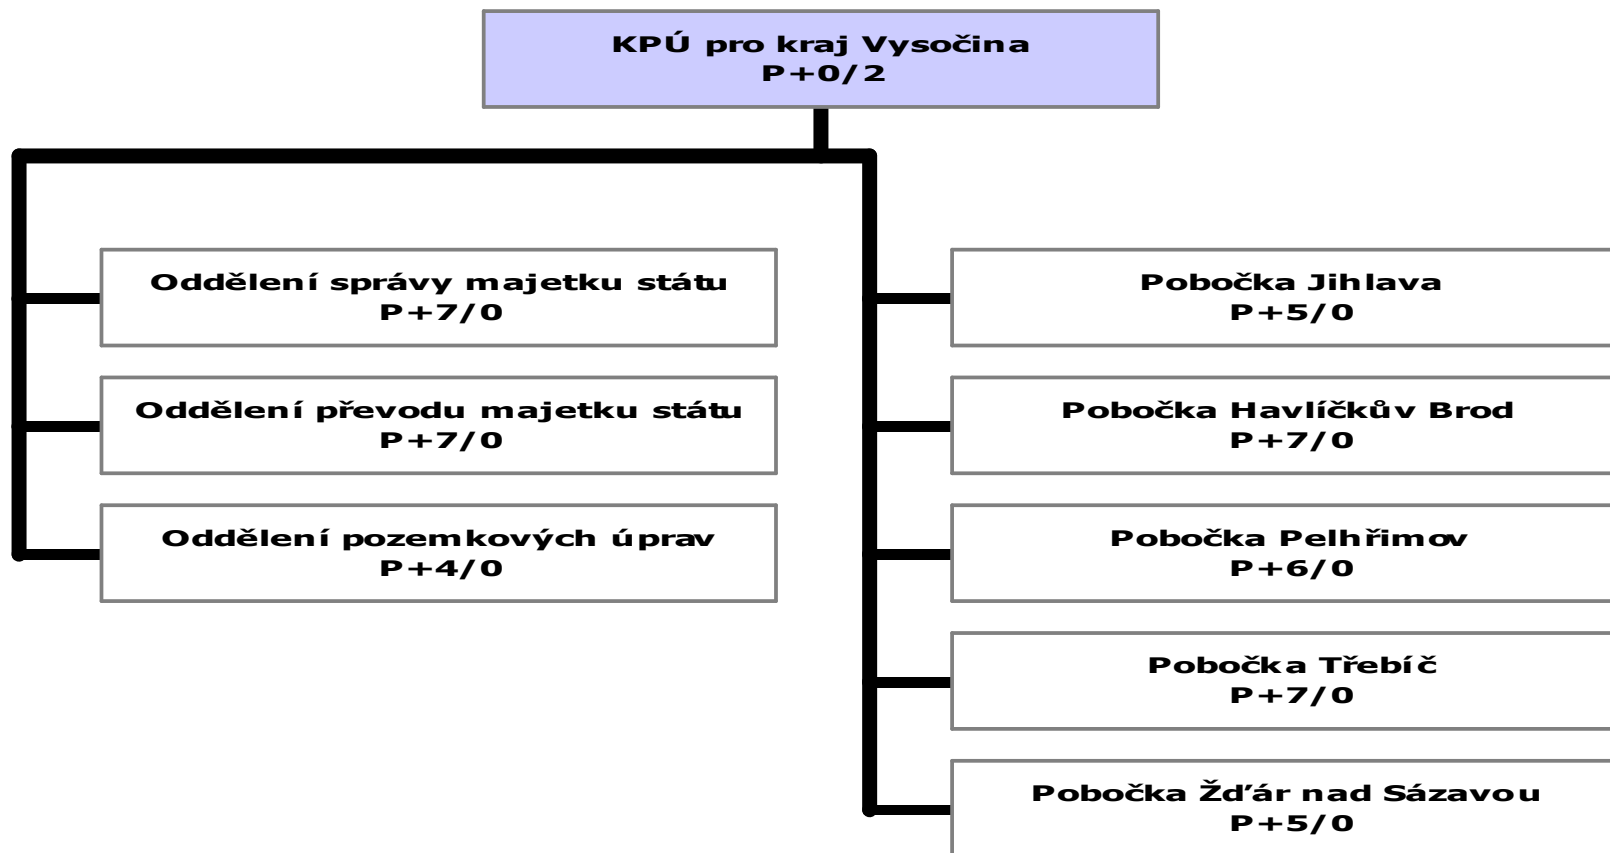 KPÚ pro kraj Vysočina
P+0/2
Oddělení správy majetku státu
P+7/0
Oddělení převodu majetku státu
P+7/0
Oddělení pozemkových úprav
P+4/0
Pobočka Jihlava
P+5/0
Pobočka Havlíčkův Brod
P+7/0
Pobočka Pelhřimov
P+6/0
Pobočka Třebíč
P+7/0
Pobočka Žďár nad Sázavou
P+5/0